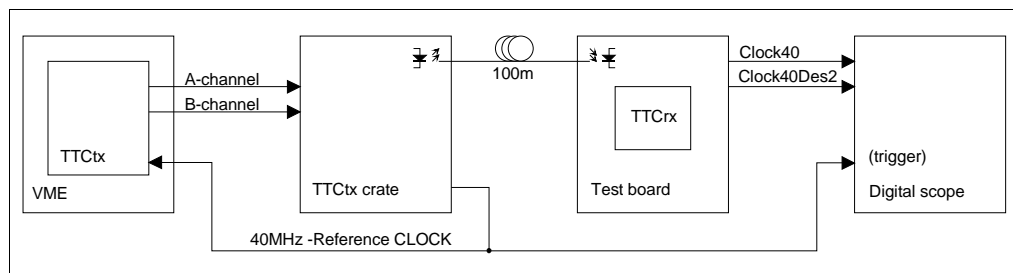 A-channel
B-channel
TTCtx
VME
TTCtx crate
100m
TTCrx
Test board
Clock40
Clock40Des2
(trigger)
Digital scope
40MHz -Reference CLOCK